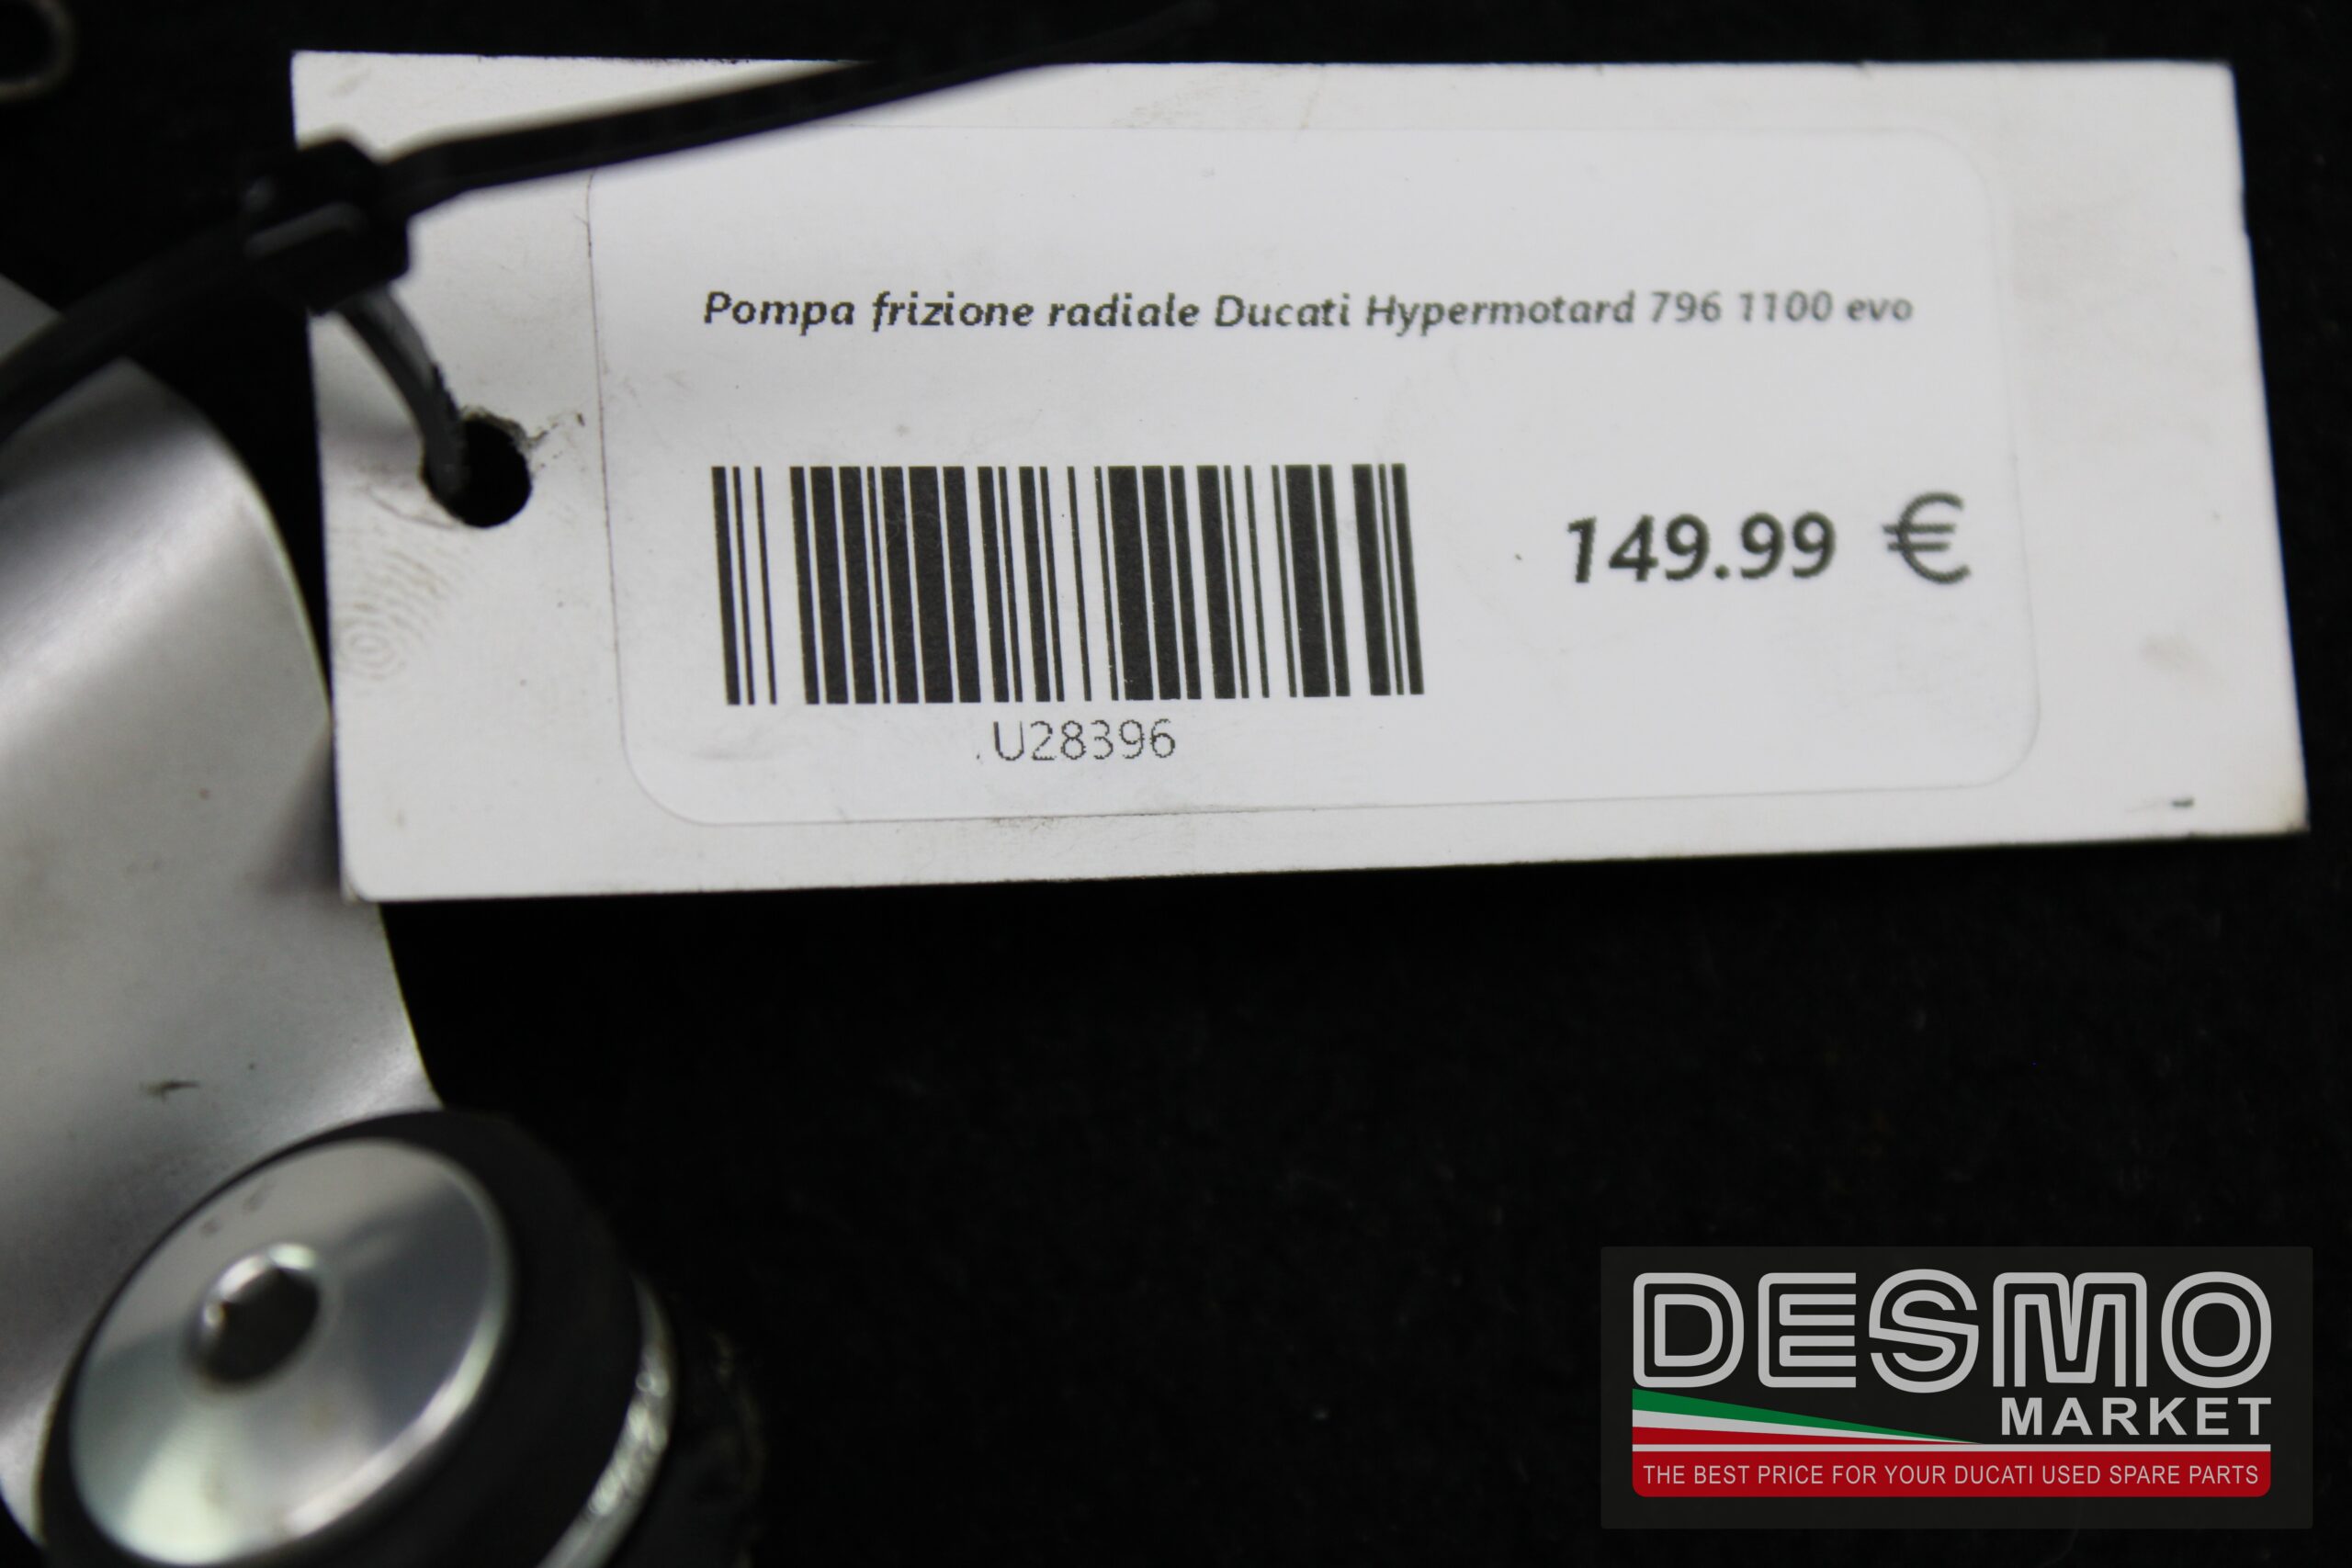 Pompa frizione radiale Ducati Hypermotard 796 1100 evo
149.99 €
U28396
DESMO
MARKET
THE BEST PRICE FOR YOUR DUCATI USED SPARE PARTS